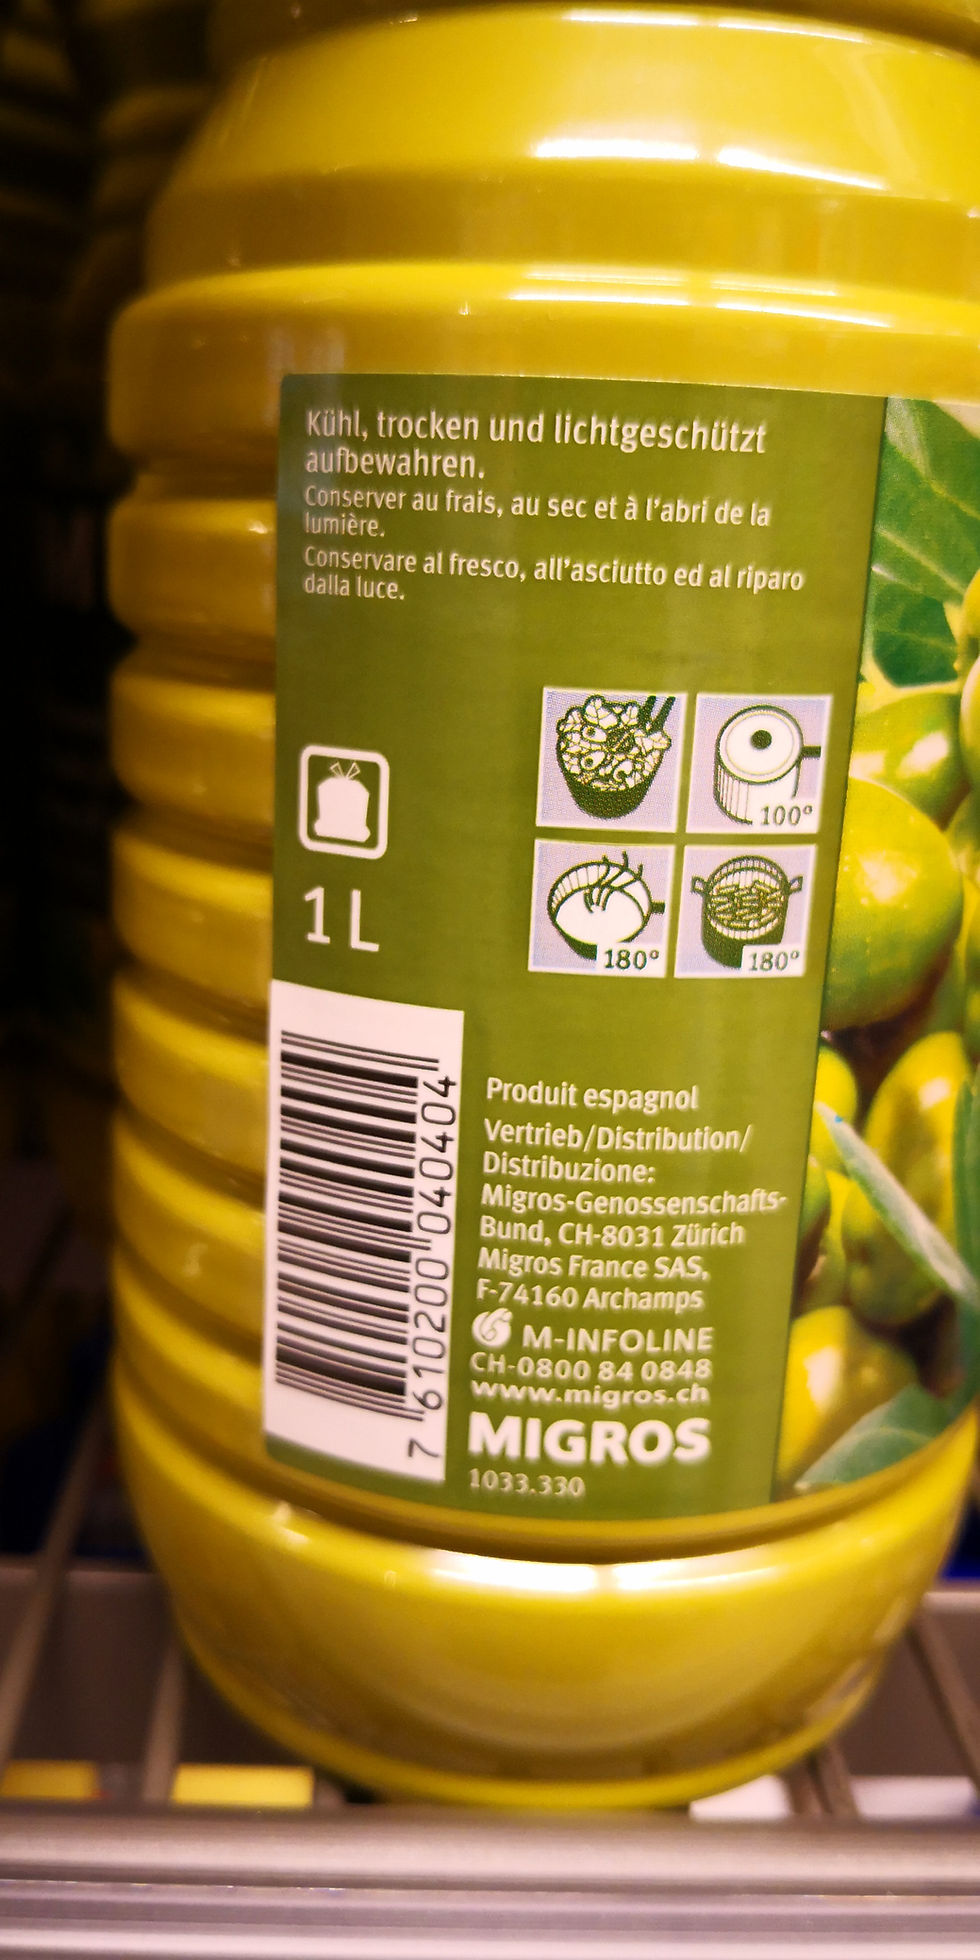 Kühl, trocken und lichtgeschützt
aufbewahren.
Conserver au frais, au sec et à l'abri de la
lumière.
Conservare al fresco, all'asciutto ed al riparo
dalla luce.
100°
180°
180°
1 L
7 610200 040404
Produit espagnol
Vertrieb/Distribution/
Distribuzione:
Migros-Genossenschafts-
Bund, CH-8031 Zürich
Migros France SAS,
F-74160 Archamps
M-INFOLINE
CH-0800 84 0848
www.migros.ch
MIGROS
1033.330